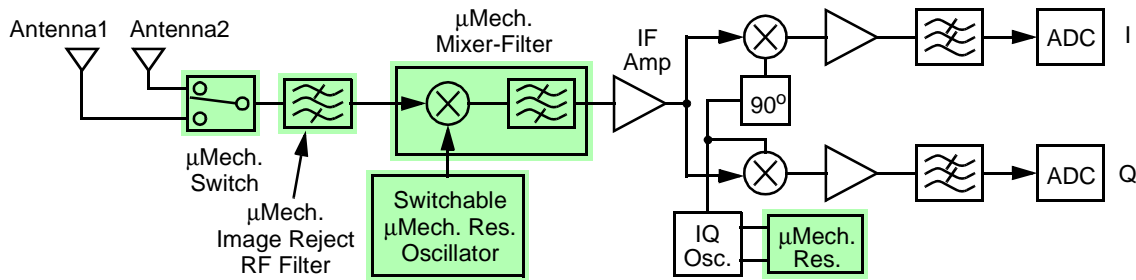 Antenna1
Antenna2
μMech.
Switch
μMech.
Image Reject
RF Filter
μMech.
Mixer-Filter
Switchable
μMech. Res.
Oscillator
IF
Amp
90o
IQ
Osc.
μMech.
Res.
ADC
I
ADC
Q